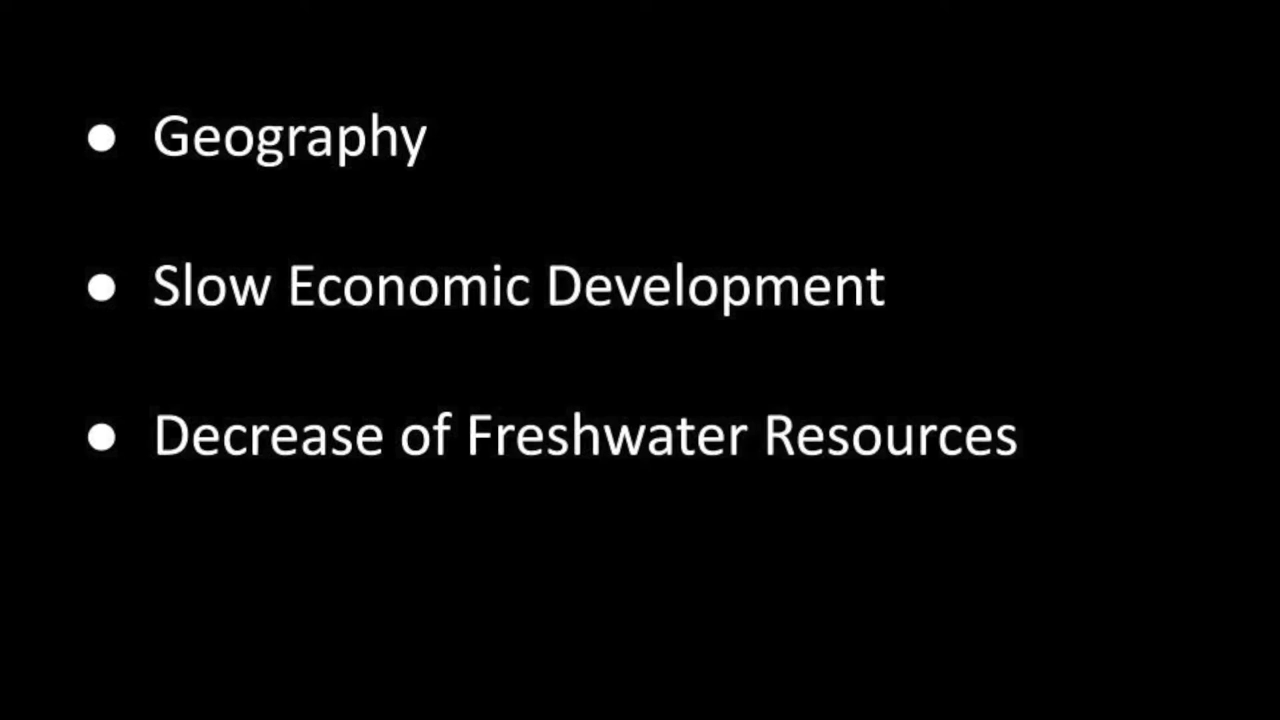 ● Geography
● Slow Economic Development
● Decrease of Freshwater Resources